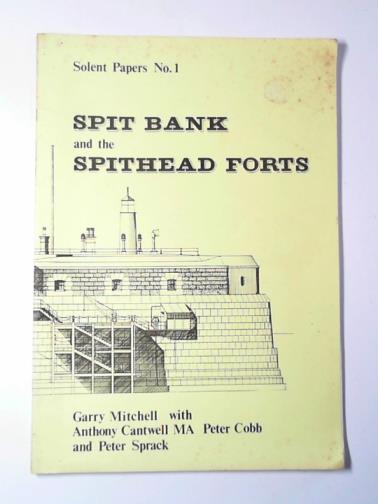 Solent Papers No.1
SPIT BANK
and the
SPITHEAD FORTS
Garry Mitchell with
Anthony Cantwell MA Peter Cobb
and Peter Sprack